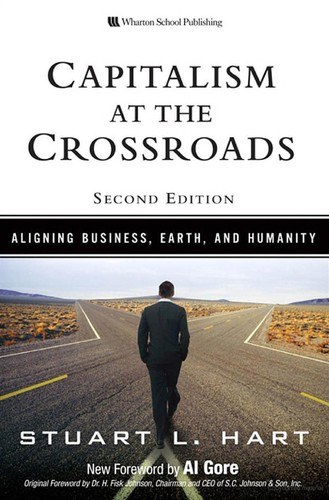 Wharton School Publishing
CAPITALISM
AT THE
CROSSROADS
SECOND EDITION
ALIGNING BUSINESS, EARTH, AND HUMANITY
STUART L. HART
New Foreword by Al Gore
Original Foreword by Dr. H. Fisk Johnson, Chairman and CEO of S.C. Johnson & Son, Inc.